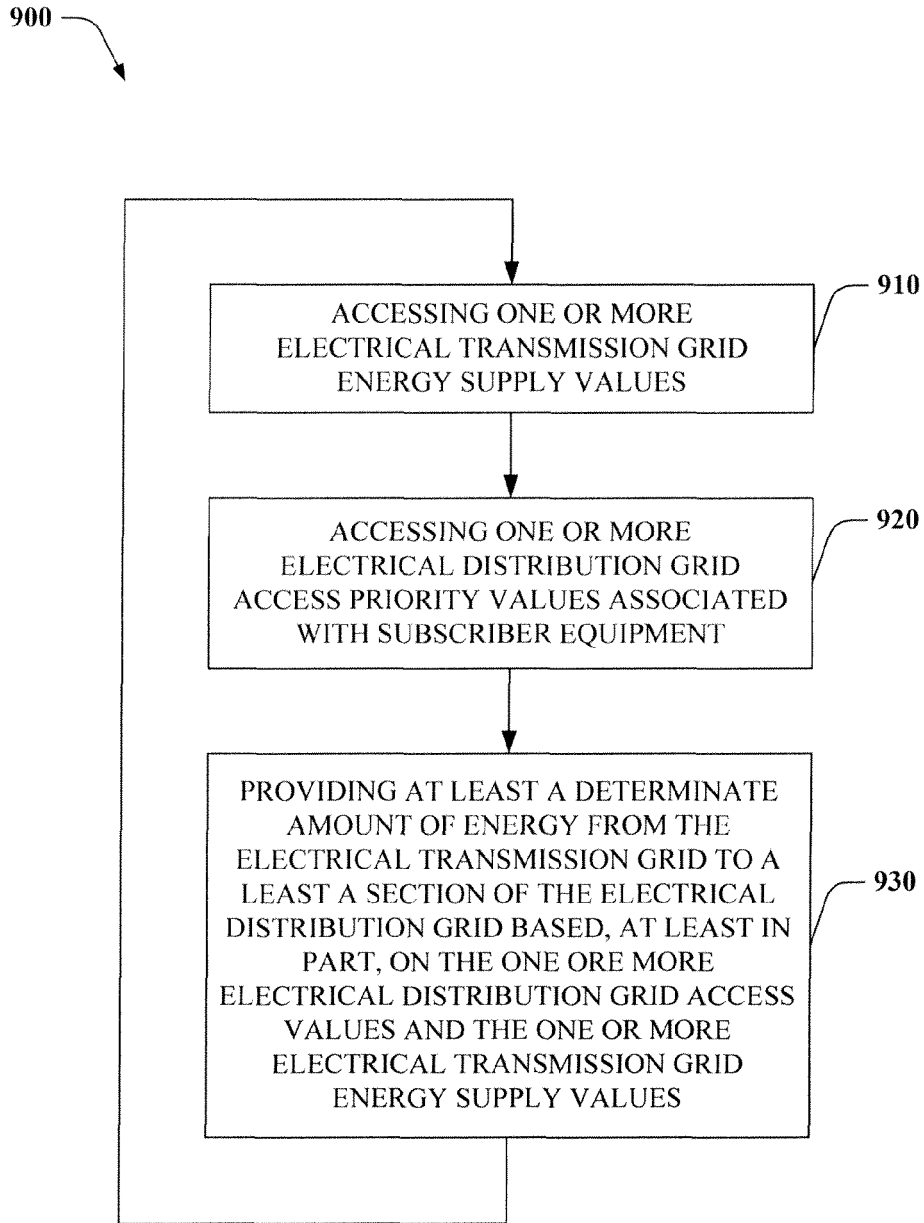 900
910
ACCESSING ONE OR MORE
ELECTRICAL TRANSMISSION GRID
ENERGY SUPPLY VALUES
920
ACCESSING ONE OR MORE
ELECTRICAL DISTRIBUTION GRID
ACCESS PRIORITY VALUES ASSOCIATED
WITH SUBSCRIBER EQUIPMENT
PROVIDING AT LEAST A DETERMINATE
AMOUNT OF ENERGY FROM THE
ELECTRICAL TRANSMISSION GRID TO A
LEAST A SECTION OF THE ELECTRICAL
DISTRIBUTION GRID BASED, AT LEAST IN
PART, ON THE ONE ORE MORE
ELECTRICAL DISTRIBUTION GRID ACCESS
VALUES AND THE ONE OR MORE
ELECTRICAL TRANSMISSION GRID
ENERGY SUPPLY VALUES
930